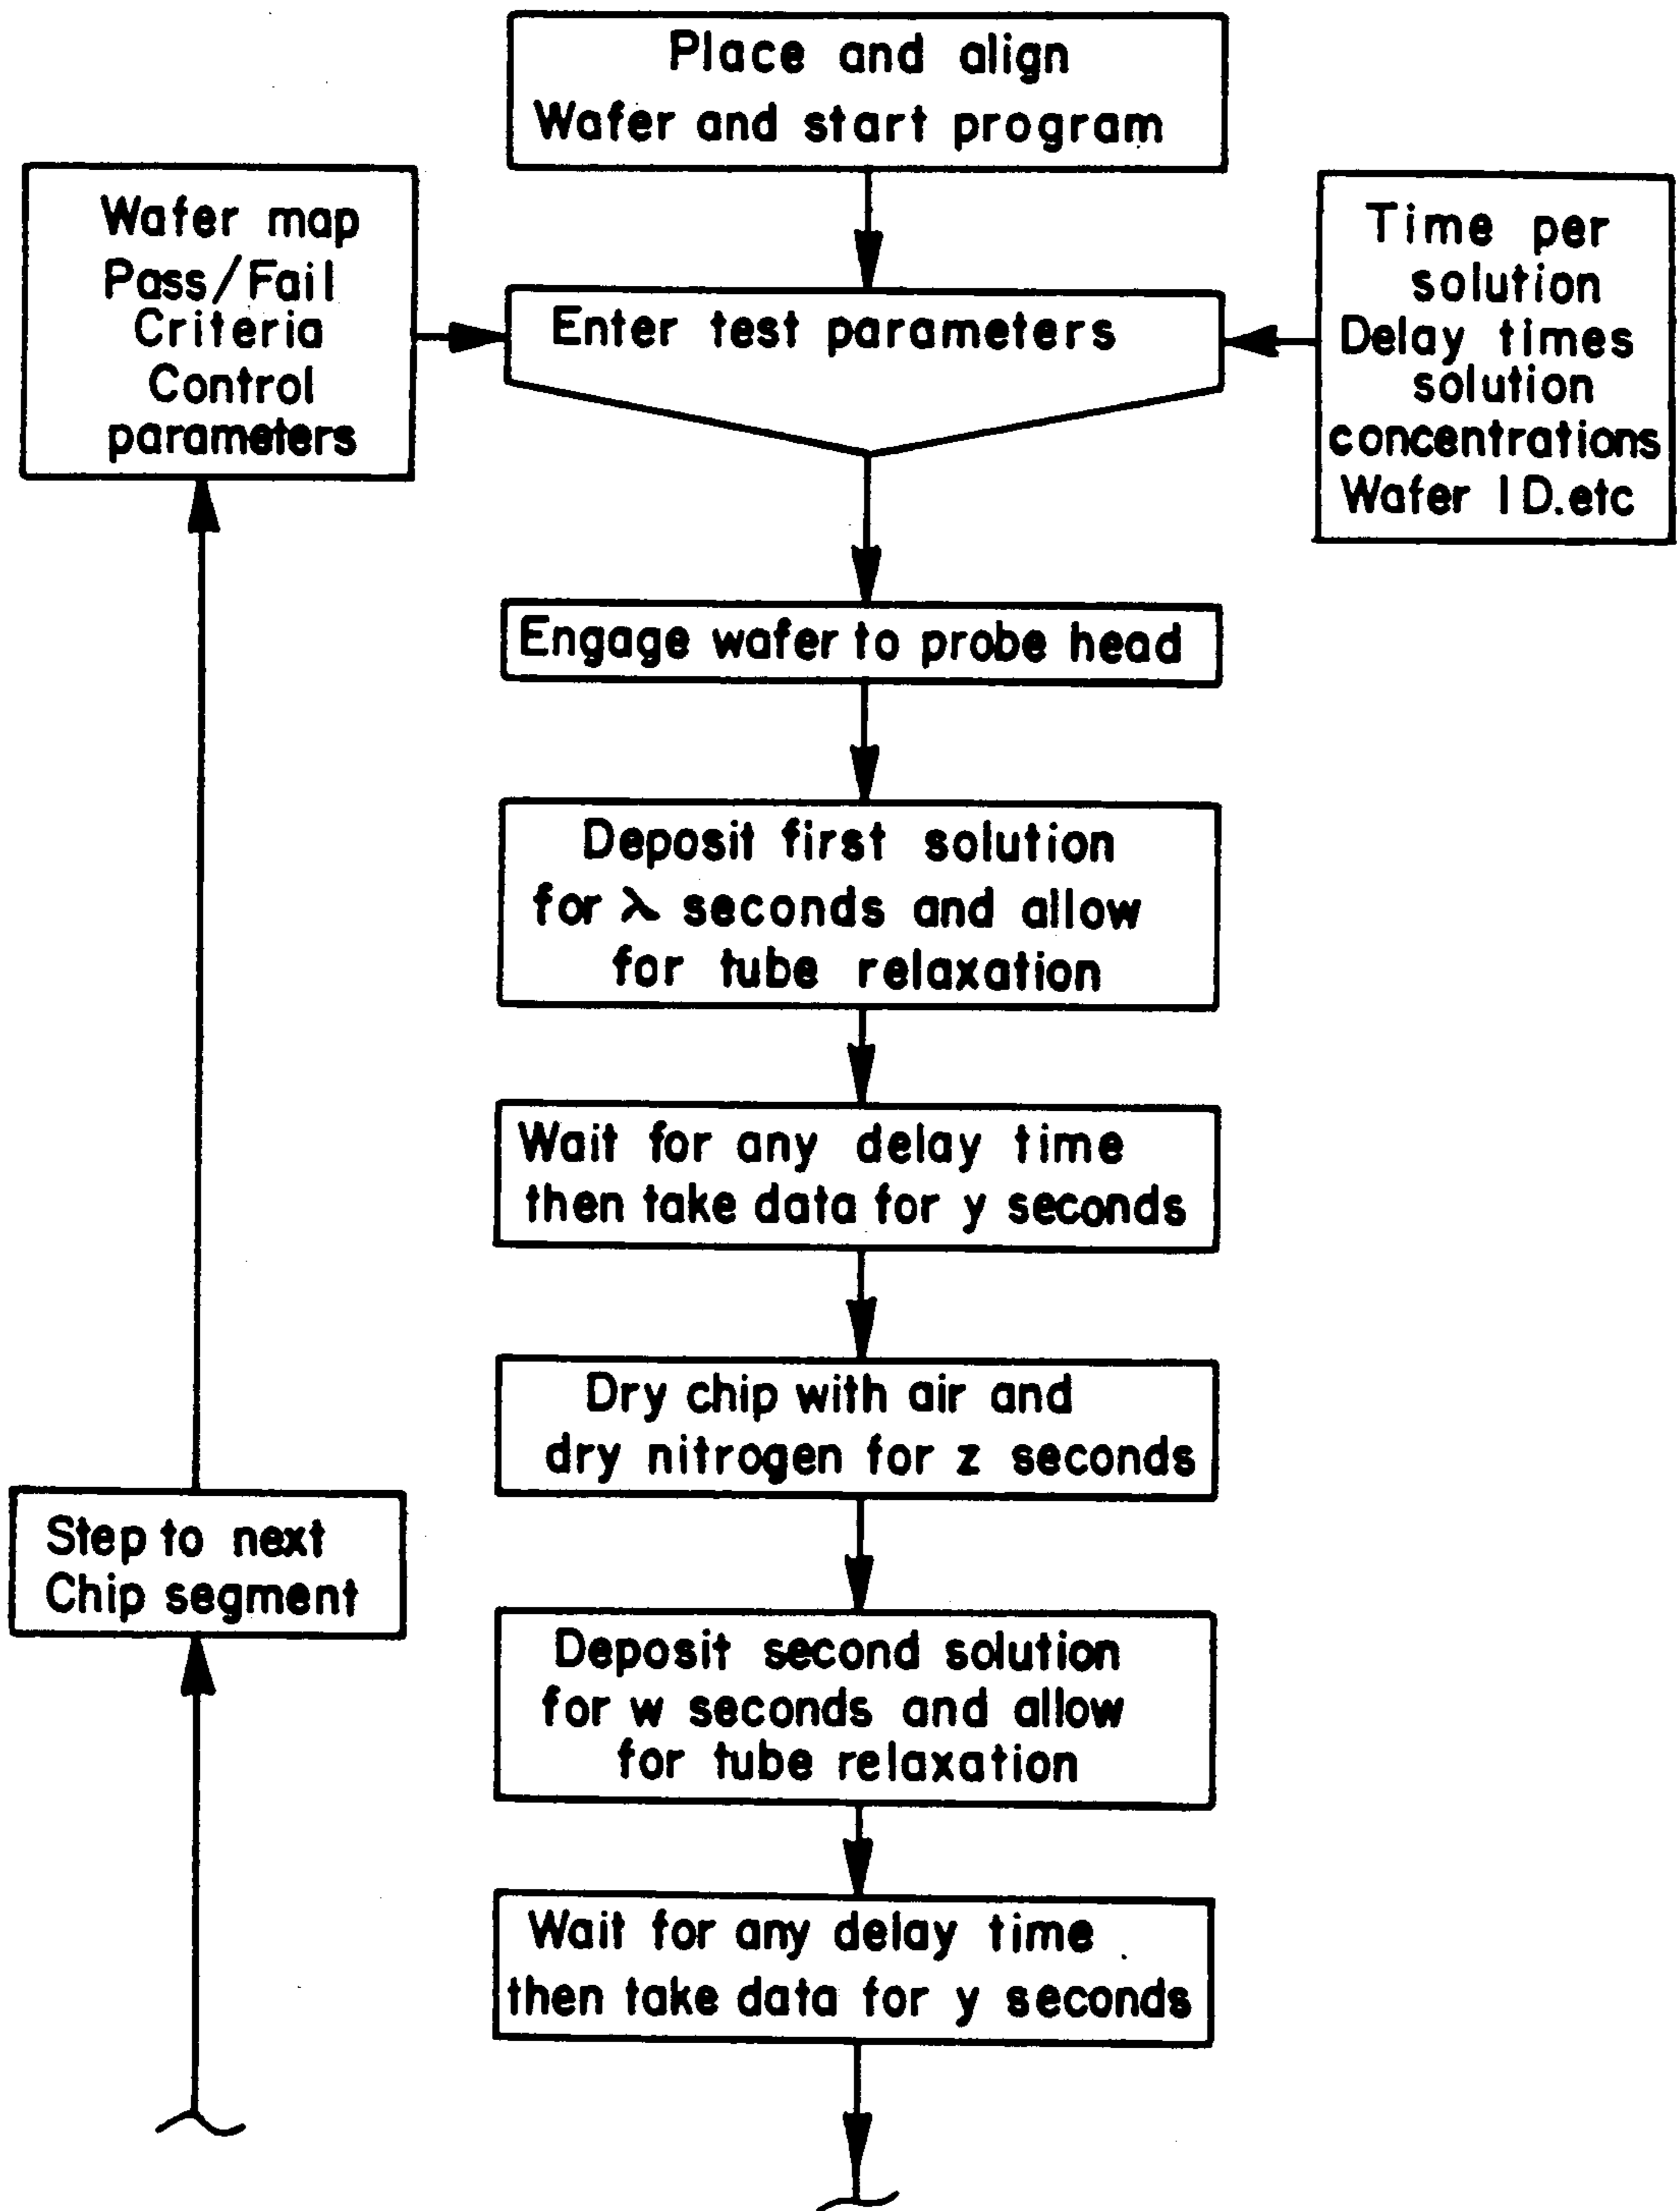 Place and align
Wafer and start program
Wafer map
Pass/Fail
Criteria
Control
parameters
Enter test parameters
Time per
solution
Delay times
solution
concentrations
Wafer ID.etc
Engage wafer to probe head
Deposit first solution
for λ seconds and allow
for tube relaxation
Wait for any delay time
then take data for y seconds
Dry chip with air and
dry nitrogen for z seconds
Step to next
Chip segment
Deposit second solution
for w seconds and allow
for tube relaxation
Wait for any delay time
then take data for y seconds